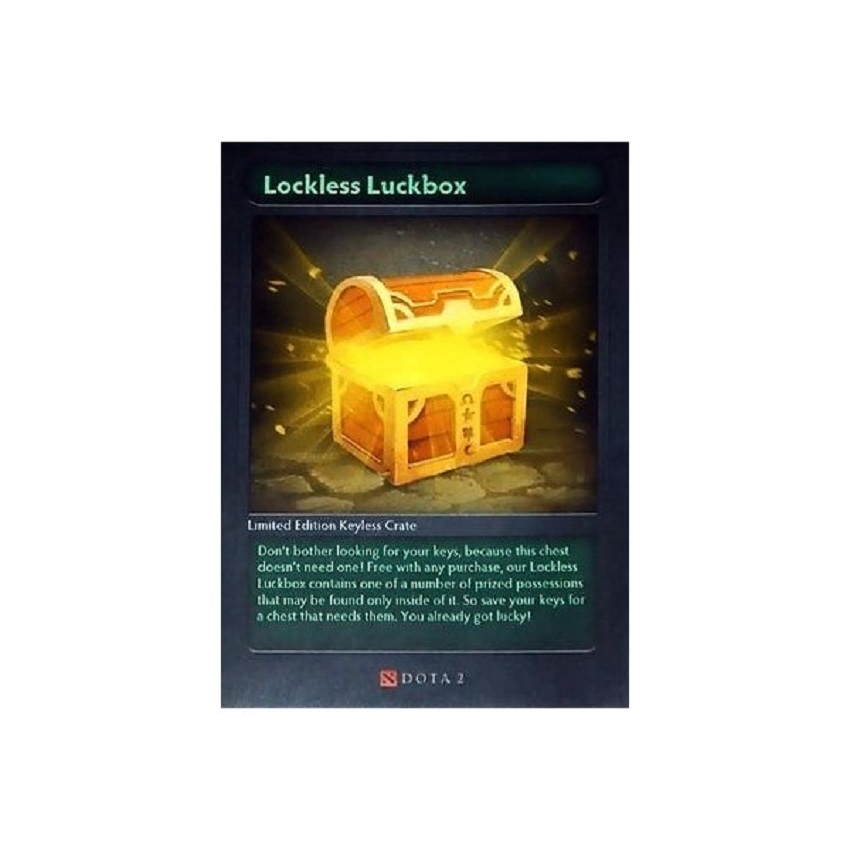 Lockless Luckbox
Limited Edition Keyless Crate
Don't bother looking for your keys, because this chest
doesn't need one! Free with any purchase, our Lockless
Luckbox contains one of a number of prized possessions
that may be found only inside of it. So save your keys for
a chest that needs them. You already got lucky!
DOTA 2